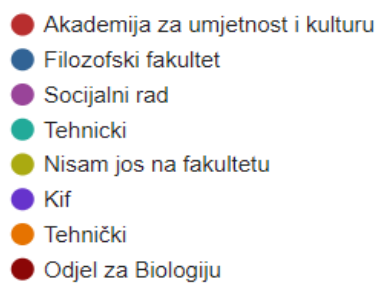 Akademija za umjetnost i kulturu
Filozofski fakultet
Socijalni rad
Tehnicki
Nisam jos na fakultetu
Kif
Tehnički
Odjel za Biologiju